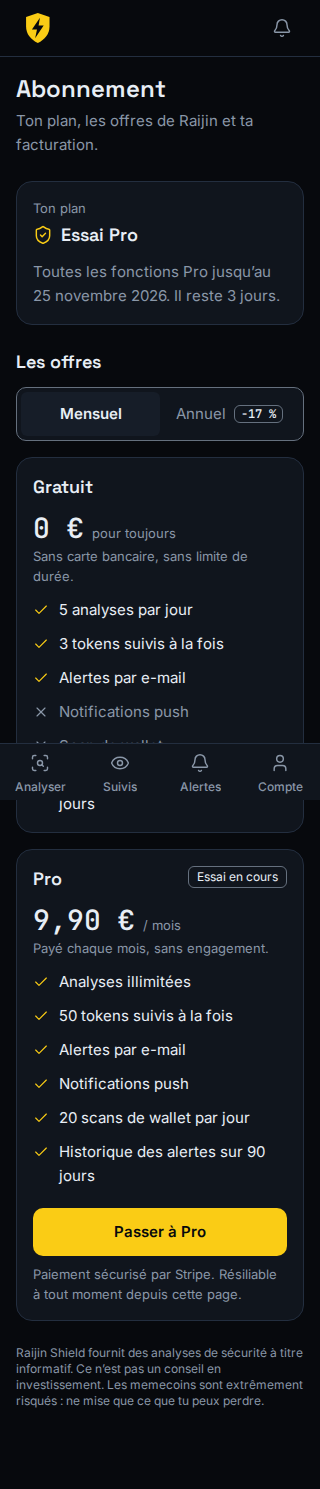 Abonnement
Ton plan, les offres de Raijin et ta
facturation.
Ton plan
Essai Pro
Toutes les fonctions Pro jusqu’au
25 novembre 2026. Il reste 3 jours.
Les offres
Mensuel
Annuel -17 %
Gratuit
0 € pour toujours
Sans carte bancaire, sans limite de
durée.
5 analyses par jour
3 tokens suivis à la fois
Alertes par e-mail
Notifications push
Analyser
Suivis
Alertes
Compte
jours
Pro
Essai en cours
9,90 € / mois
Payé chaque mois, sans engagement.
Analyses illimitées
50 tokens suivis à la fois
Alertes par e-mail
Notifications push
20 scans de wallet par jour
Historique des alertes sur 90
jours
Passer à Pro
Paiement sécurisé par Stripe. Résiliable
à tout moment depuis cette page.
Raijin Shield fournit des analyses de sécurité à titre
informatif. Ce n’est pas un conseil en
investissement. Les memecoins sont extrêmement
risqués : ne mise que ce que tu peux perdre.